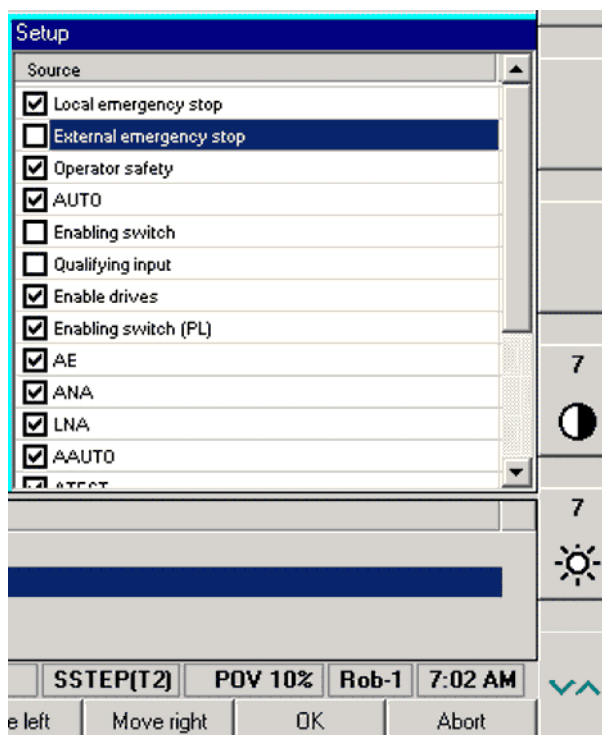 Setup
Source
Local emergency stop
External emergency stop
Operator safety
AUTO
Enabling switch
Qualifying input
Enable drives
Enabling switch (PL)
AE
ANA
LNA
AAUTO
7
7
SSTEP(T2) POV 10% Rob-1 7:02 AM
e left Move right OK Abort